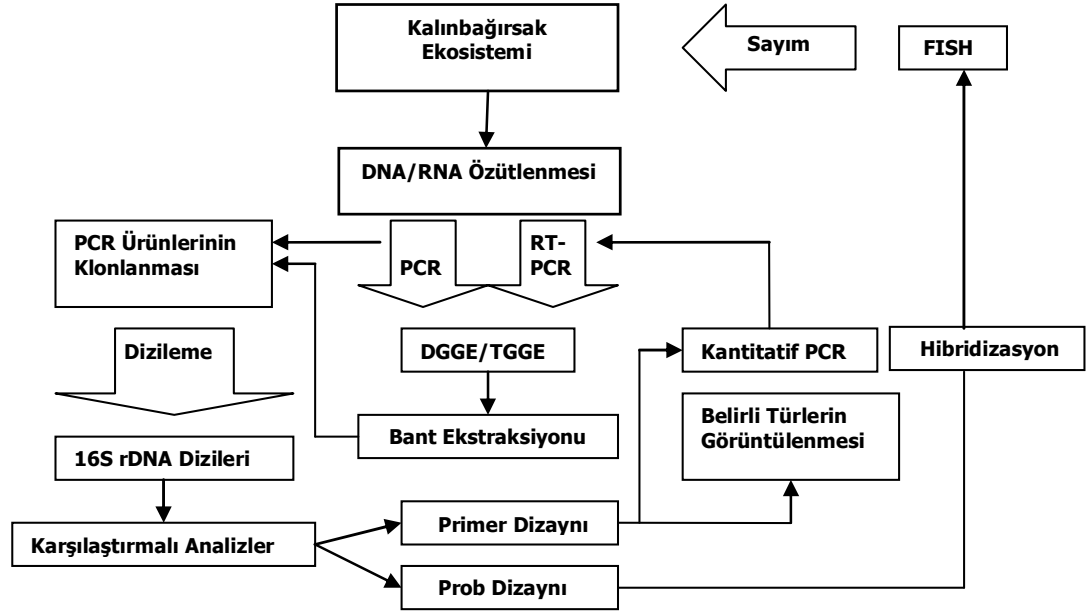 Kalınbağırsak
Ekosistemi
Sayım
FISH
DNA/RNA Özütlenmesi
PCR Ürünlerinin
Klonlanması
PCR
RT-
PCR
Dizileme
DGGE/TGGE
Kantitatif PCR
Hibridizasyon
Bant Ekstraksiyonu
Belirli Türlerin
Görüntülenmesi
16S rDNA Dizileri
Primer Dizaynı
Karşılaştırmalı Analizler
Prob Dizaynı